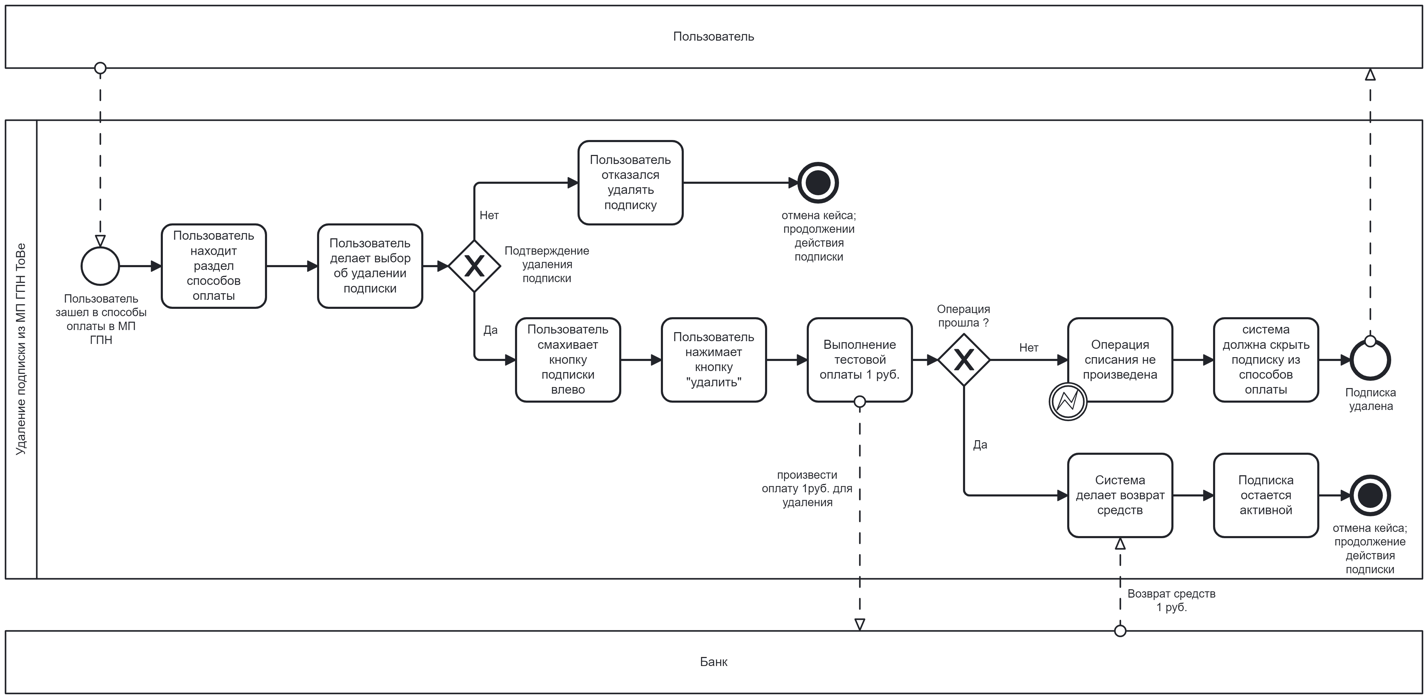 Пользователь
Удаление подписки из МП ГПН ToBe
Пользователь
зашел в способы
оплаты в МП
ГПН
Пользователь
находит
раздел
способов
оплаты
Пользователь
делает выбор
об удалении
подписки
Подтверждение
удаления
подписки
Нет
Пользователь
отказался
удалять
подписку
отмена кейса;
продолжении
действия
подписки
Да
Пользователь
смахивает
кнопку
подписки
влево
Пользователь
нажимает
кнопку
"удалить"
Выполнение
тестовой
оплаты 1 руб.
произвести
оплату 1руб. для
удаления
Операция
прошла ?
Нет
Операция
списания не
произведена
система
должна скрыть
подписку из
способов
оплаты
Подписка
удалена
Да
Система
делает возврат
средств
Подписка
остается
активной
отмена кейса;
продолжение
действия
подписки
Возврат средств
1 руб.
Банк